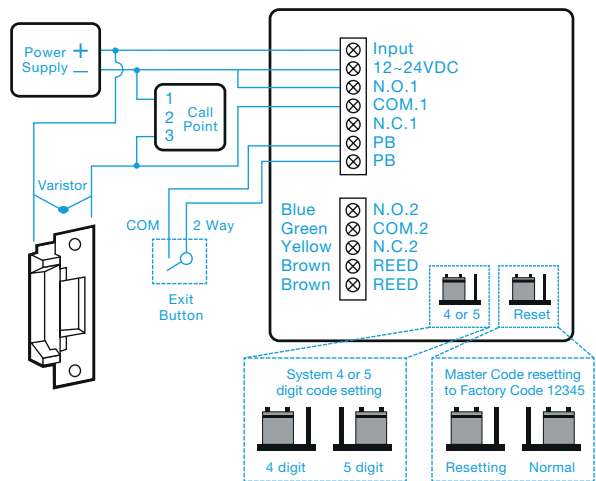 Power +
Supply –
1
2
3
Call
Point
Input
12~24VDC
N.O.1
COM.1
N.C.1
PB
PB
Varistor
COM
2 Way
Exit
Button
Blue
N.O.2
Green
COM.2
Yellow
N.C.2
Brown
REED
Brown
REED
4 or 5
Reset
System 4 or 5
digit code setting
4 digit
5 digit
Master Code resetting
to Factory Code 12345
Resetting
Normal